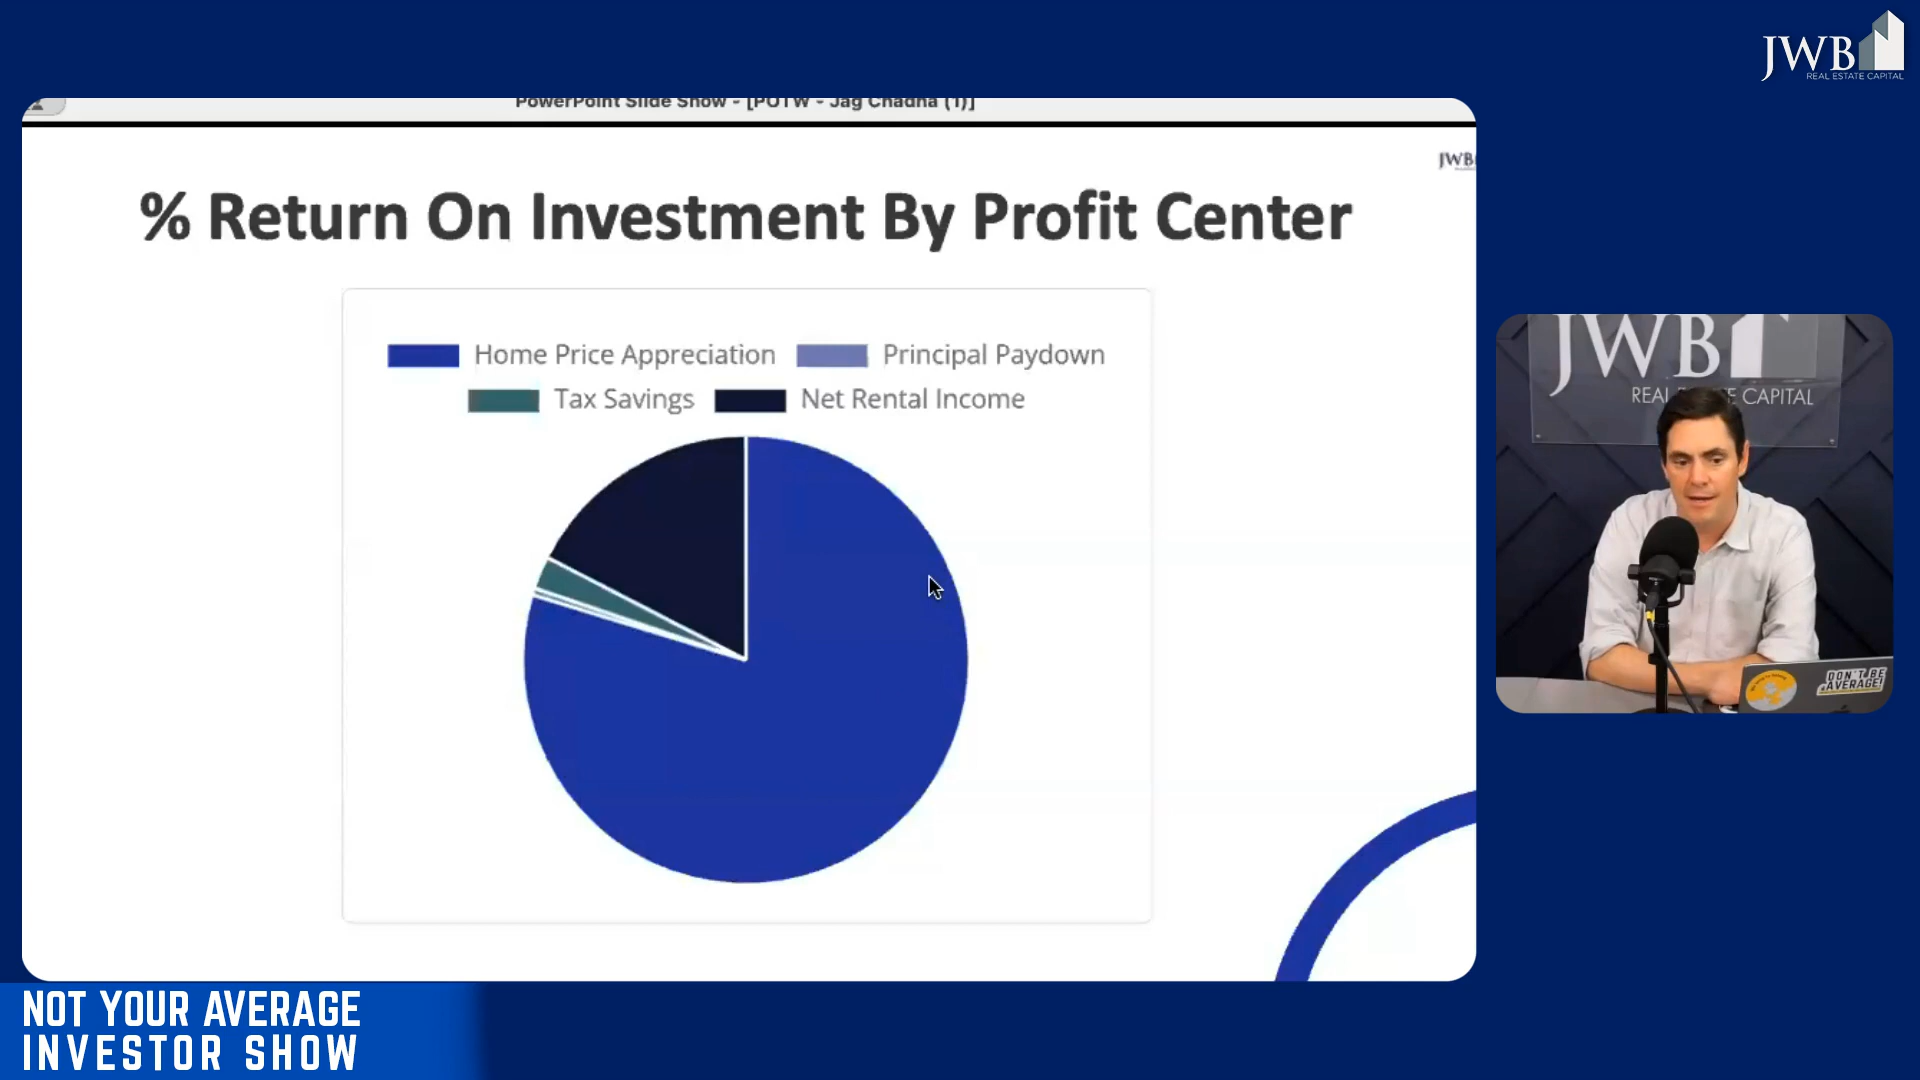 JWB
REAL ESTATE CAPITAL
PowerPoint Slide Show - [POTW - Jag Chadha (1)]
JWB
% Return On Investment By Profit Center
Home Price Appreciation
Principal Paydown
Tax Savings
Net Rental Income
JWB
REAL CAPITAL
DON'T BE
AVERAGE!
NOT YOUR AVERAGE
INVESTOR SHOW